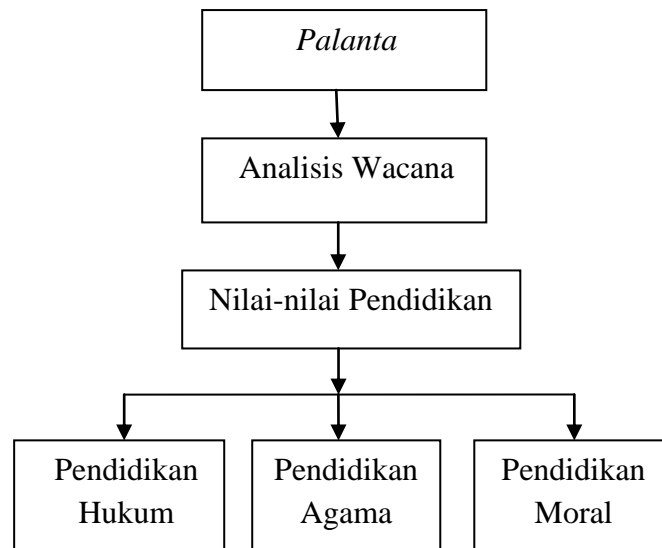 Palanta
Analisis Wacana
Nilai-nilai Pendidikan
Pendidikan
Hukum
Pendidikan
Agama
Pendidikan
Moral